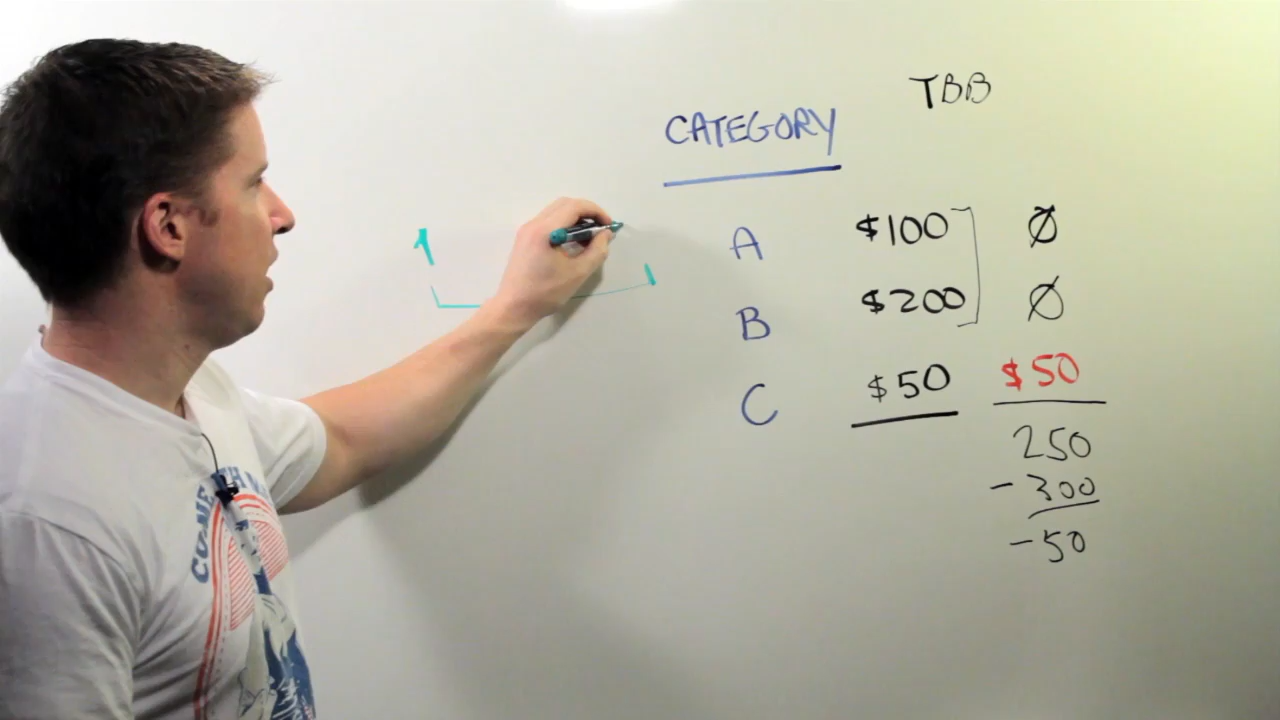 TBB
CATEGORY
A $100 Ø
B $200 Ø
C $50 $50
250
-300
-50